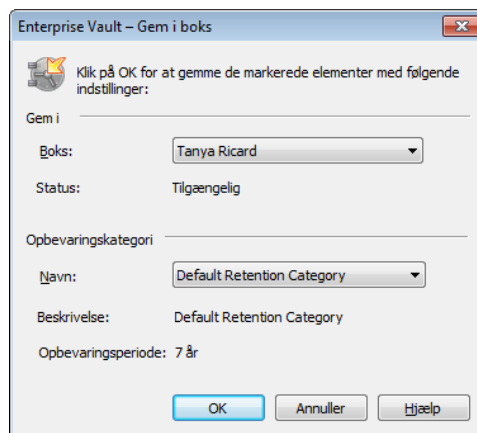 Enterprise Vault – Gem i boks
Klik på OK for at gemme de markerede elementer med følgende
indstillinger:
Gem i
Boks: Tanya Ricard
Status: Tilgængelig
Opbevaringskategori
Navn: Default Retention Category
Beskrivelse: Default Retention Category
Opbevaringsperiode: 7 år
OK Annuller Hjælp